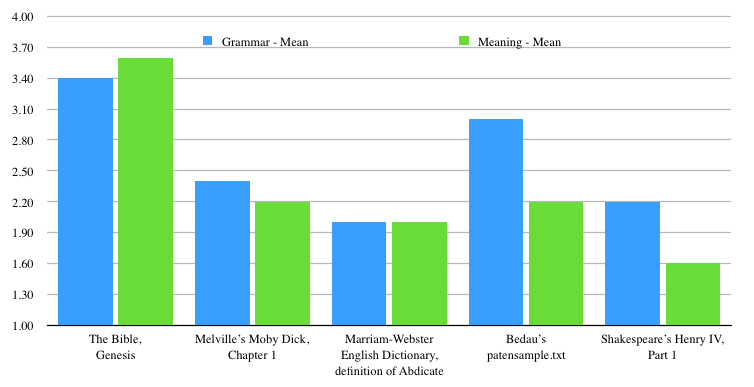 4.00
Grammar - Mean
Meaning - Mean
3.70
3.40
3.10
2.80
2.50
2.20
1.90
1.60
1.30
1.00
The Bible,
Genesis
Melville's Moby Dick,
Chapter 1
Marriam-Webster
English Dictionary,
definition of Abdicate
Bedau's
patensample.txt
Shakespeare's Henry IV,
Part 1